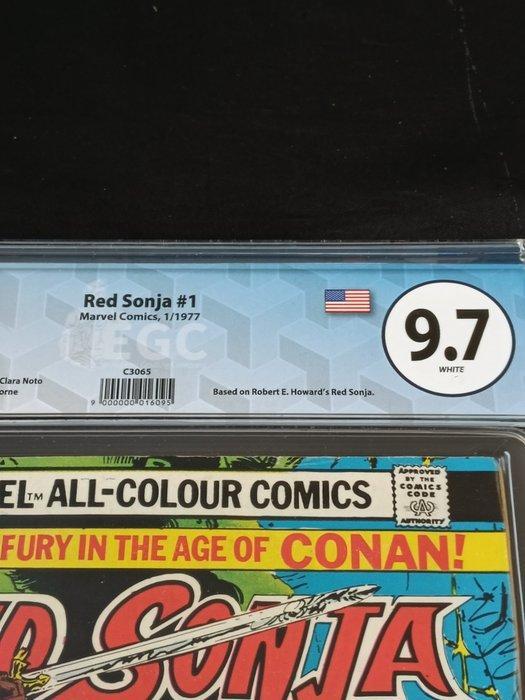 Red Sonja #1
Marvel Comics, 1/1977
EGC
9.7
WHITE
C3065
Clara Noto
orne
9 000000 016095
Based on Robert E. Howard's Red Sonja.
EL™ ALL-COLOUR COMICS
APPROVED
BY THE
COMICS
CODE
CA
AUTHORITY
FURY IN THE AGE OF CONAN!
D SONJA